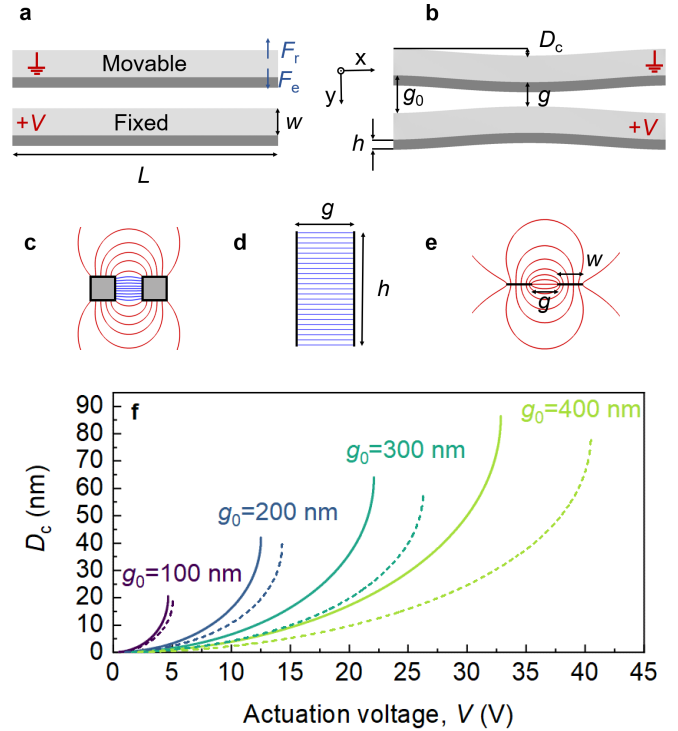 a
Movable
F_r
F_e
+V
Fixed
w
L
x
y
b
D_c
g_0
g
+V
h
c
d
g
h
e
w
g
f
g_0=100 nm
g_0=200 nm
g_0=300 nm
g_0=400 nm
D_c (nm)
90
80
70
60
50
40
30
20
10
0
0 5 10 15 20 25 30 35 40 45
Actuation voltage, V (V)